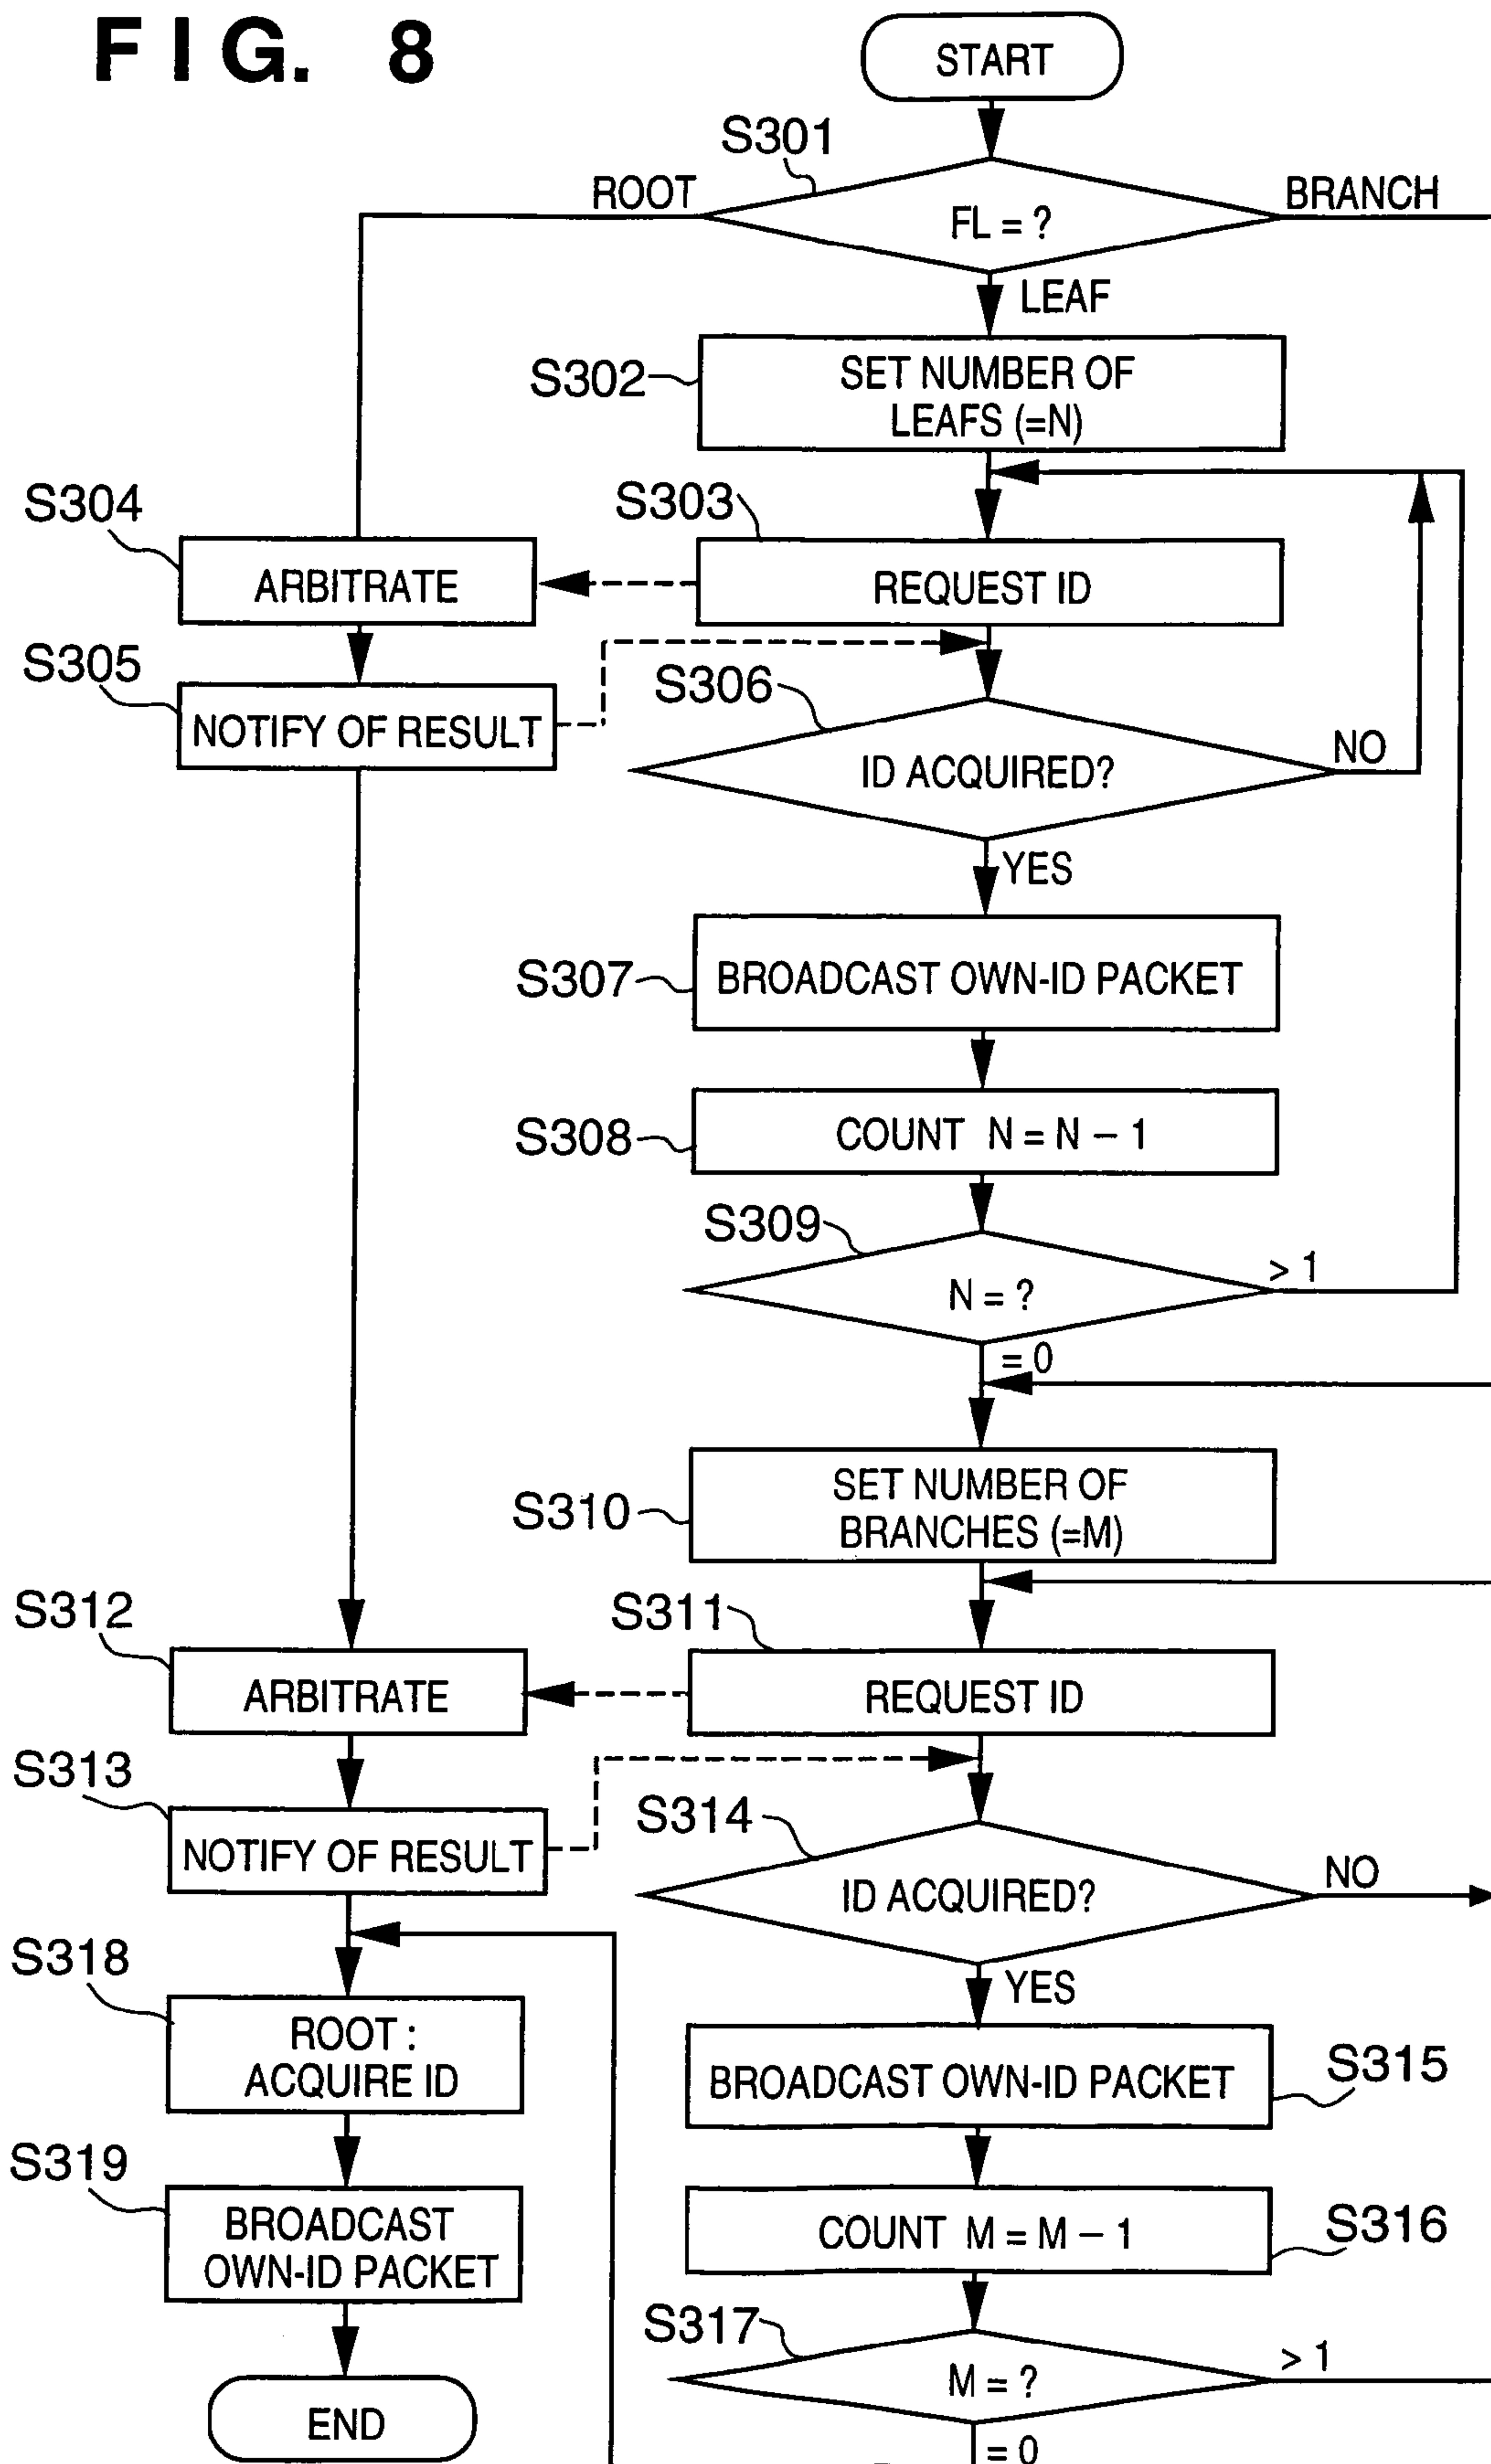 FIG. 8
START
S301
ROOT
BRANCH
FL = ?
LEAF
S302
SET NUMBER OF
LEAFS (=N)
S304
S303
ARBITRATE
REQUEST ID
S305
S306
NOTIFY OF RESULT
ID ACQUIRED?
NO
YES
S307
BROADCAST OWN-ID PACKET
S308
COUNT N = N − 1
S309
N = ?
> 1
= 0
S310
SET NUMBER OF
BRANCHES (=M)
S312
S311
ARBITRATE
REQUEST ID
S313
S314
NOTIFY OF RESULT
ID ACQUIRED?
NO
S318
YES
ROOT :
ACQUIRE ID
BROADCAST OWN-ID PACKET
S315
S319
BROADCAST
OWN-ID PACKET
COUNT M = M − 1
S316
S317
M = ?
> 1
END
= 0